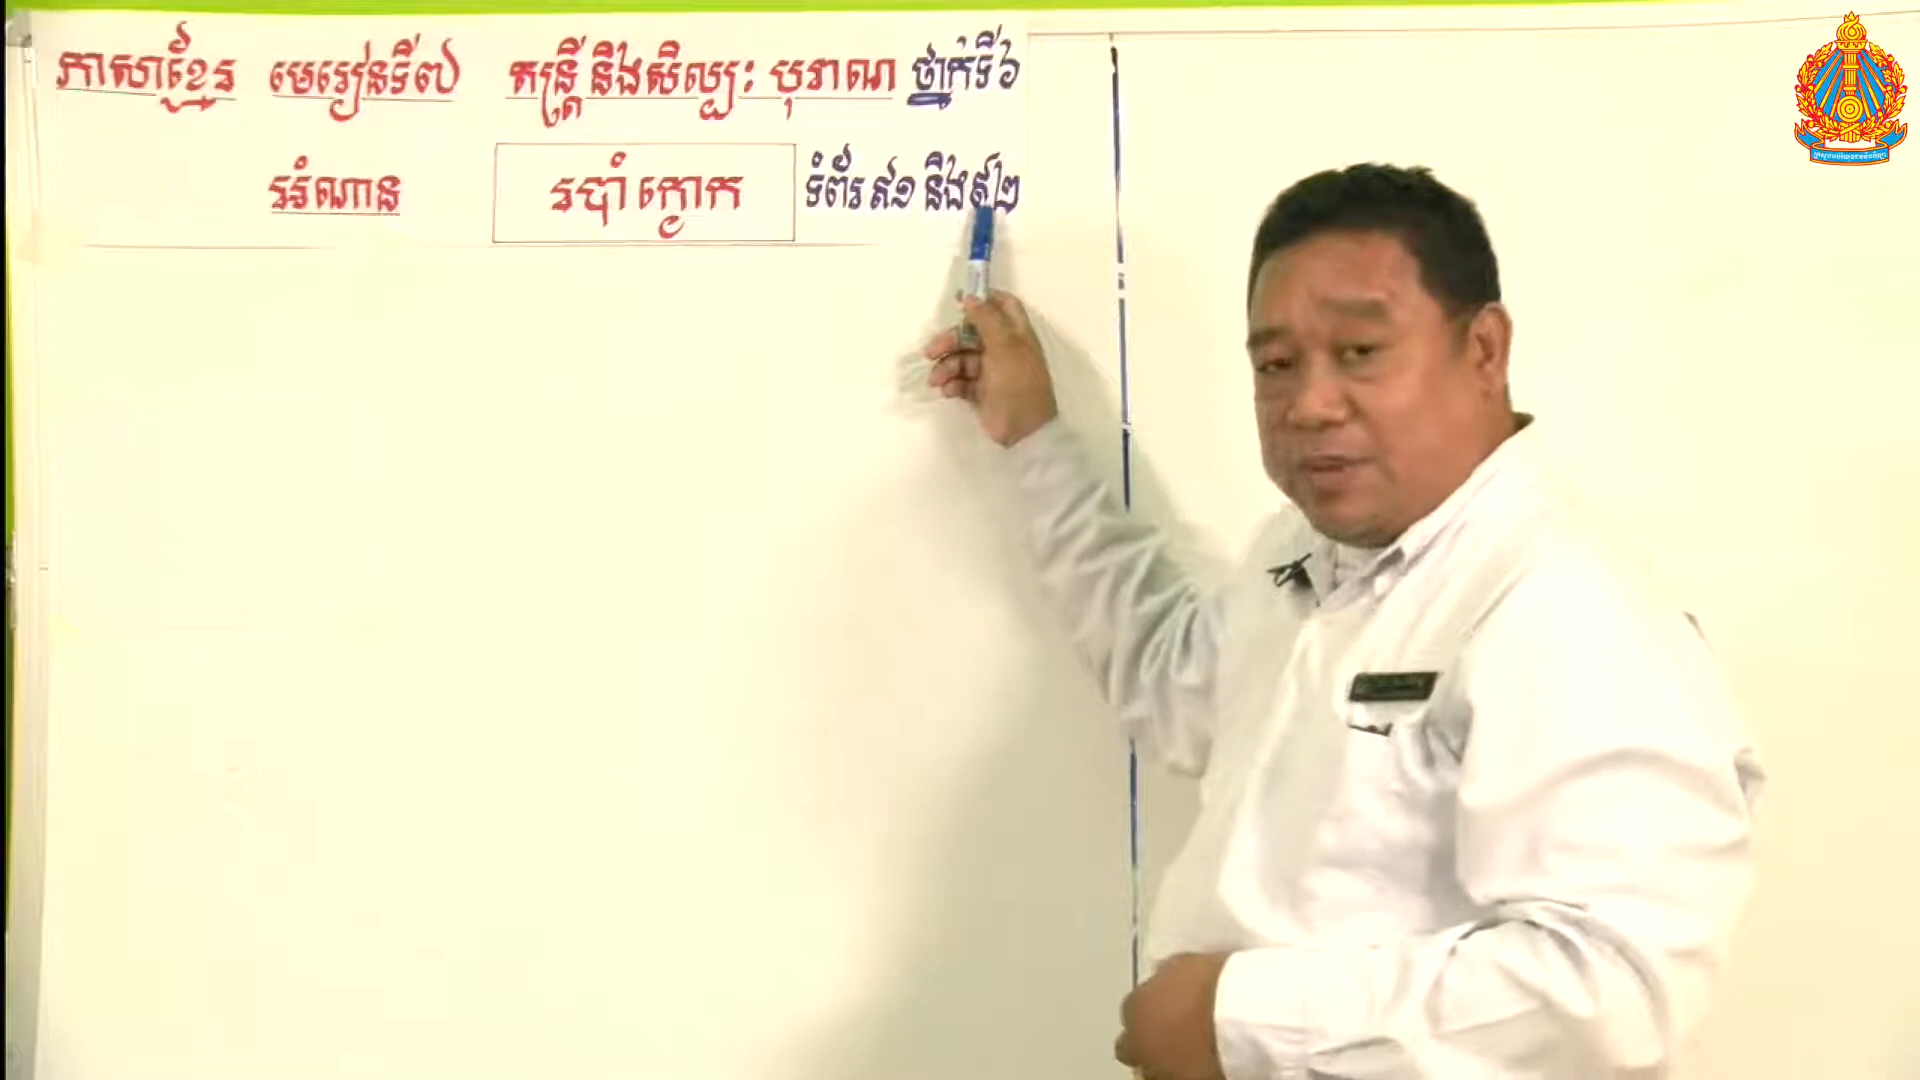 ភាសាខ្មែរ មេរៀនទី៧ តន្ត្រី និងសិល្បៈ បុរាណ ថ្នាក់ទី៦
អំណាន របាំក្ងោក ទំព័រ ៩១ និង៩២